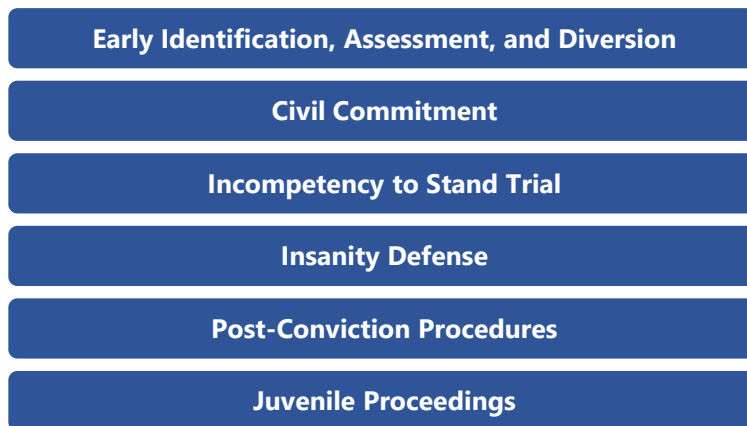 Early Identification, Assessment, and Diversion
Civil Commitment
Incompetency to Stand Trial
Insanity Defense
Post-Conviction Procedures
Juvenile Proceedings